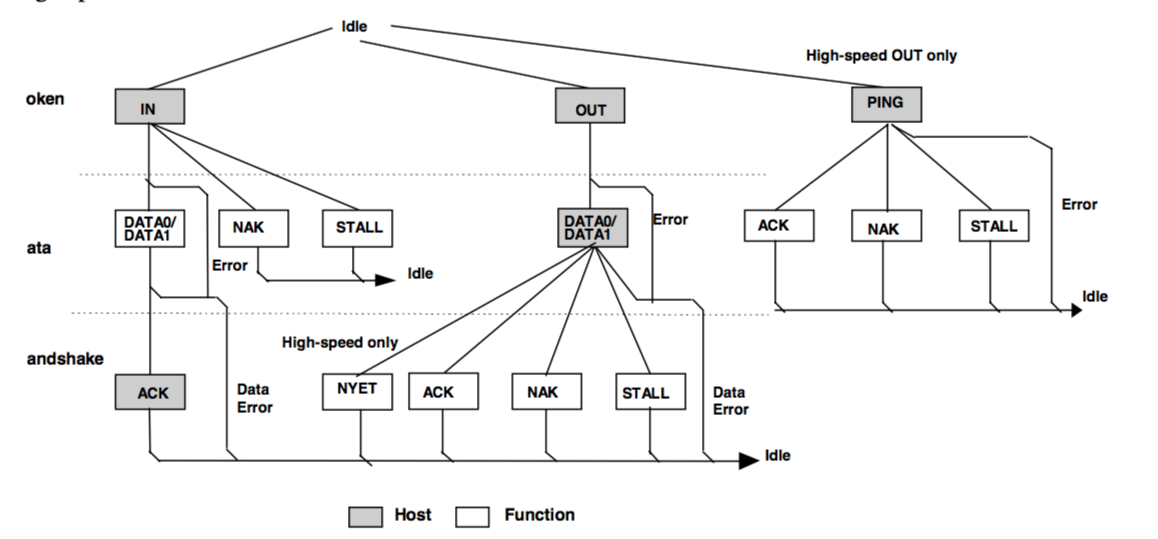 Idle
High-speed OUT only
oken
IN
OUT
PING
DATA0/
DATA1
NAK
STALL
DATA0/
DATA1
Error
ACK
NAK
STALL
Error
ata
Error
Idle
Idle
High-speed only
andshake
ACK
Data
Error
NYET
ACK
NAK
STALL
Data
Error
Idle
Host
Function